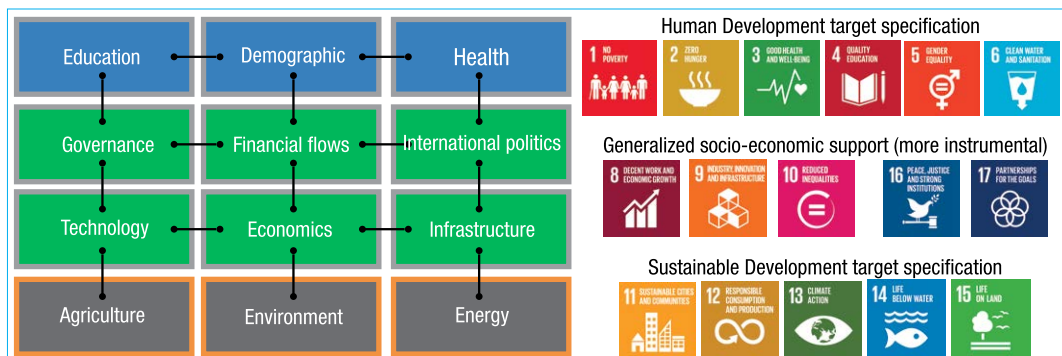 Education
Demographic
Health
Governance
Financial flows
International politics
Technology
Economics
Infrastructure
Agriculture
Environment
Energy
Human Development target specification
1 NO
POVERTY
2 ZERO
HUNGER
3 GOOD HEALTH
AND WELL-BEING
4 QUALITY
EDUCATION
5 GENDER
EQUALITY
6 CLEAN WATER
AND SANITATION
Generalized socio-economic support (more instrumental)
8 DECENT WORK AND
ECONOMIC GROWTH
9 INDUSTRY, INNOVATION
AND INFRASTRUCTURE
10 REDUCED
INEQUALITIES
16 PEACE, JUSTICE
AND STRONG
INSTITUTIONS
17 PARTNERSHIPS
FOR THE GOALS
Sustainable Development target specification
11 SUSTAINABLE CITIES
AND COMMUNITIES
12 RESPONSIBLE
CONSUMPTION
AND PRODUCTION
13 CLIMATE
ACTION
14 LIFE
BELOW WATER
15 LIFE
ON LAND